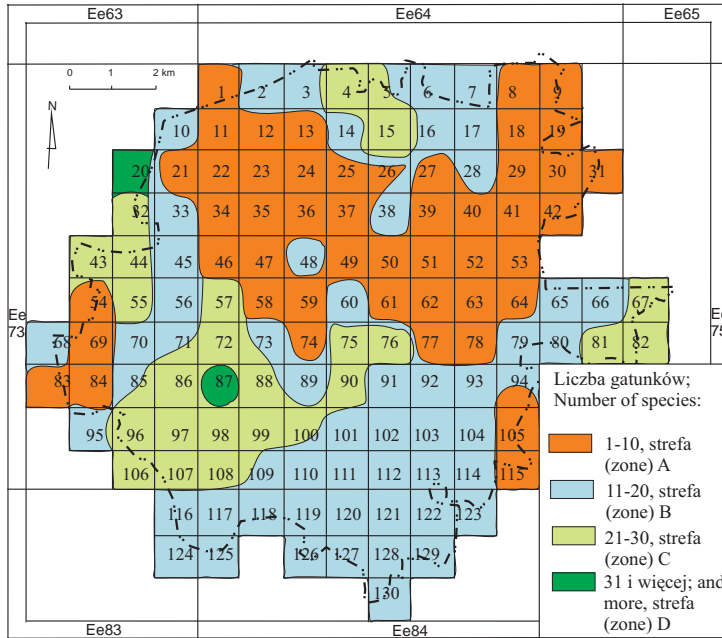 Ee63 Ee64 Ee65
0 1 2 km
N
1 2 3 4 5 6 7 8 9
10 11 12 13 14 15 16 17 18 19
20 21 22 23 24 25 26 27 28 29 30 31
32 33 34 35 36 37 38 39 40 41 42
43 44 45 46 47 48 49 50 51 52 53
54 55 56 57 58 59 60 61 62 63 64 65 66 67
Ee
73
68 69 70 71 72 73 74 75 76 77 78 79 80 81 82
Ee
75
83 84 85 86 87 88 89 90 91 92 93 94
95 96 97 98 99 100 101 102 103 104 105
106 107 108 109 110 111 112 113 114 115
116 117 118 119 120 121 122 123
124 125 126 127 128 129
130
Liczba gatunków;
Number of species:
1-10, strefa
(zone) A
11-20, strefa
(zone) B
21-30, strefa
(zone) C
31 i więcej; and
more, strefa
(zone) D
Ee83 Ee84